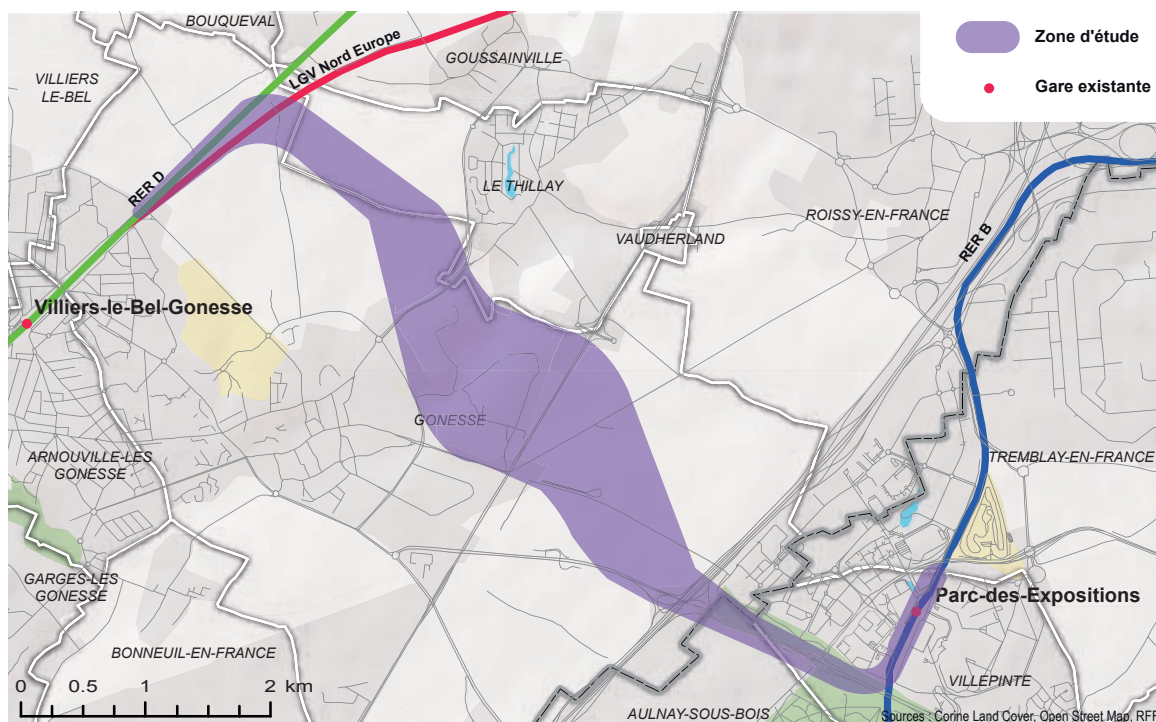 BOUQUEVAL
Zone d'étude
LGV Nord Europe
GOUSSAINVILLE
VILLIERS
LE-BEL
Gare existante
RER D
LE THILLAY
ROISSY-EN-FRANCE
VAUDHERLAND
RER B
Villiers-le-Bel-Gonesse
GONESSE
ARNOUVILLE-LES
GONESSE
TREMBLAY-EN-FRANCE
GARGES-LES
GONESSE
Parc-des-Expositions
BONNEUIL-EN-FRANCE
VILLEPINTE
0 0.5 1 2 km
AULNAY-SOUS-BOIS
Sources : Corine Land Cover, Open Street Map, RFF